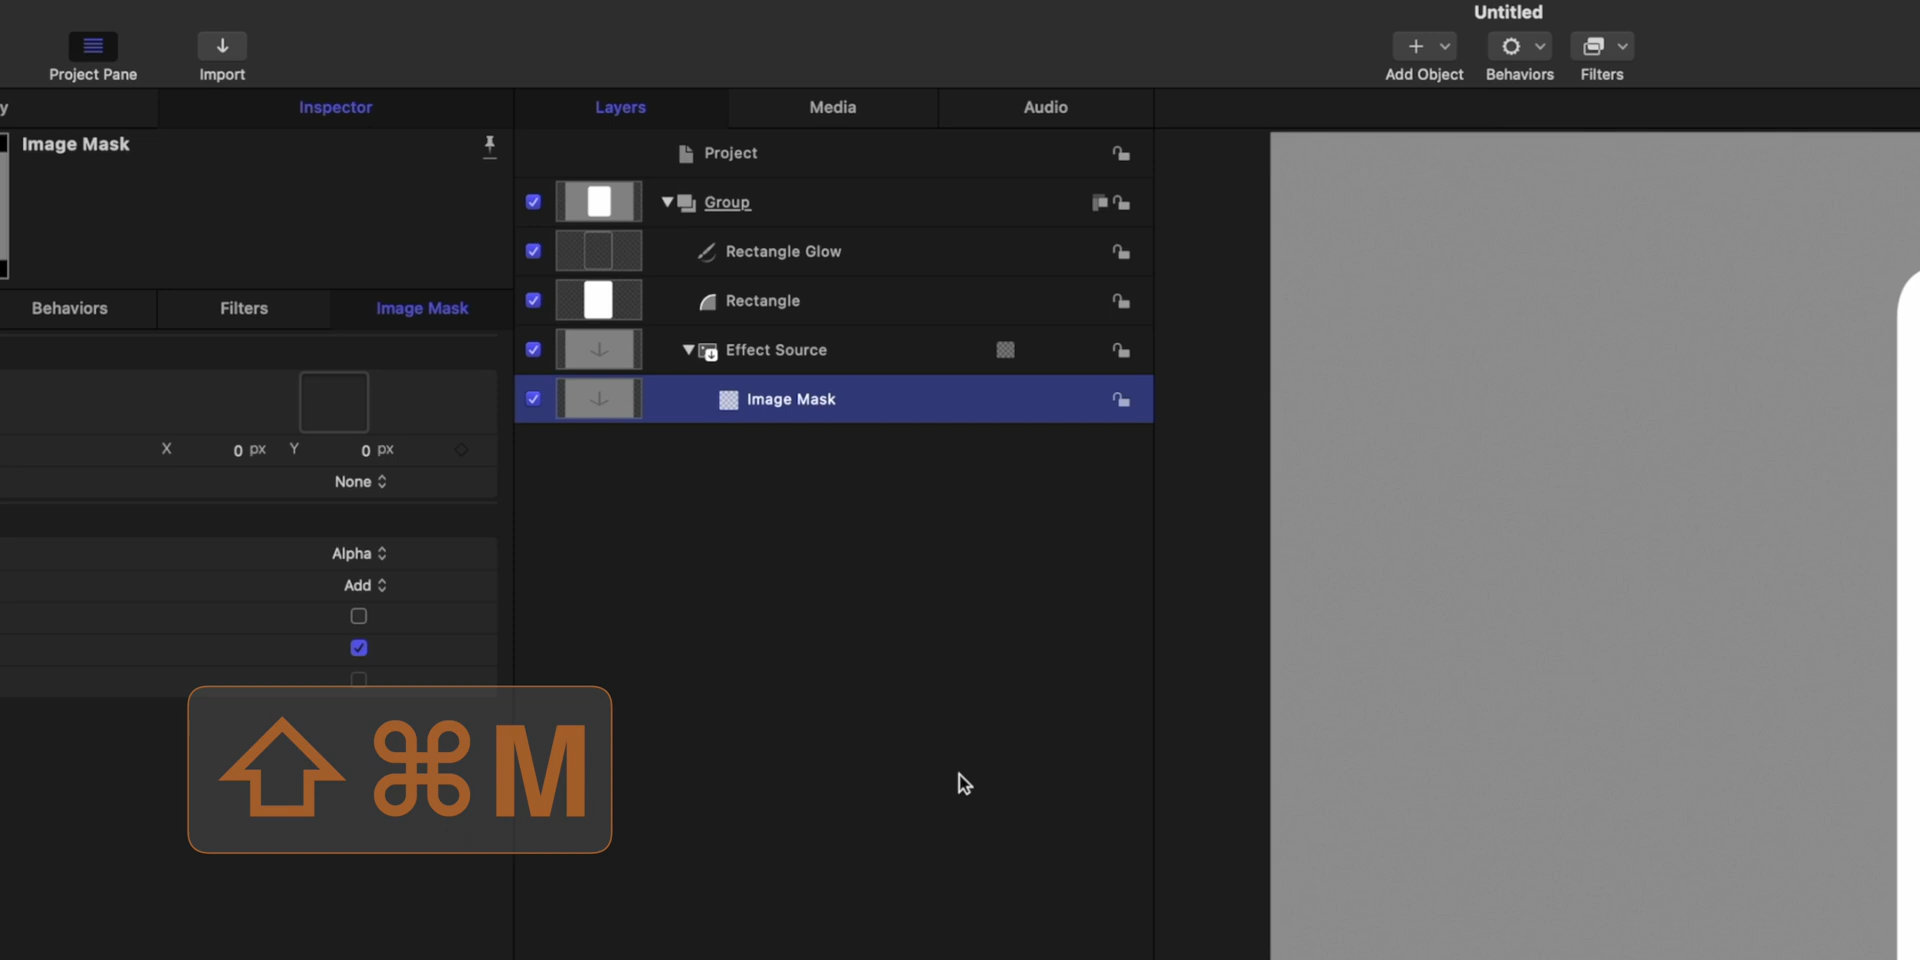 Untitled
Project Pane
Import
Add Object
Behaviors
Filters
y
Inspector
Layers
Media
Audio
Image Mask
Project
Group
Rectangle Glow
Rectangle
Effect Source
Image Mask
Behaviors
Filters
Image Mask
X 0 px Y 0 px
None
Alpha
Add
⇧⌘M